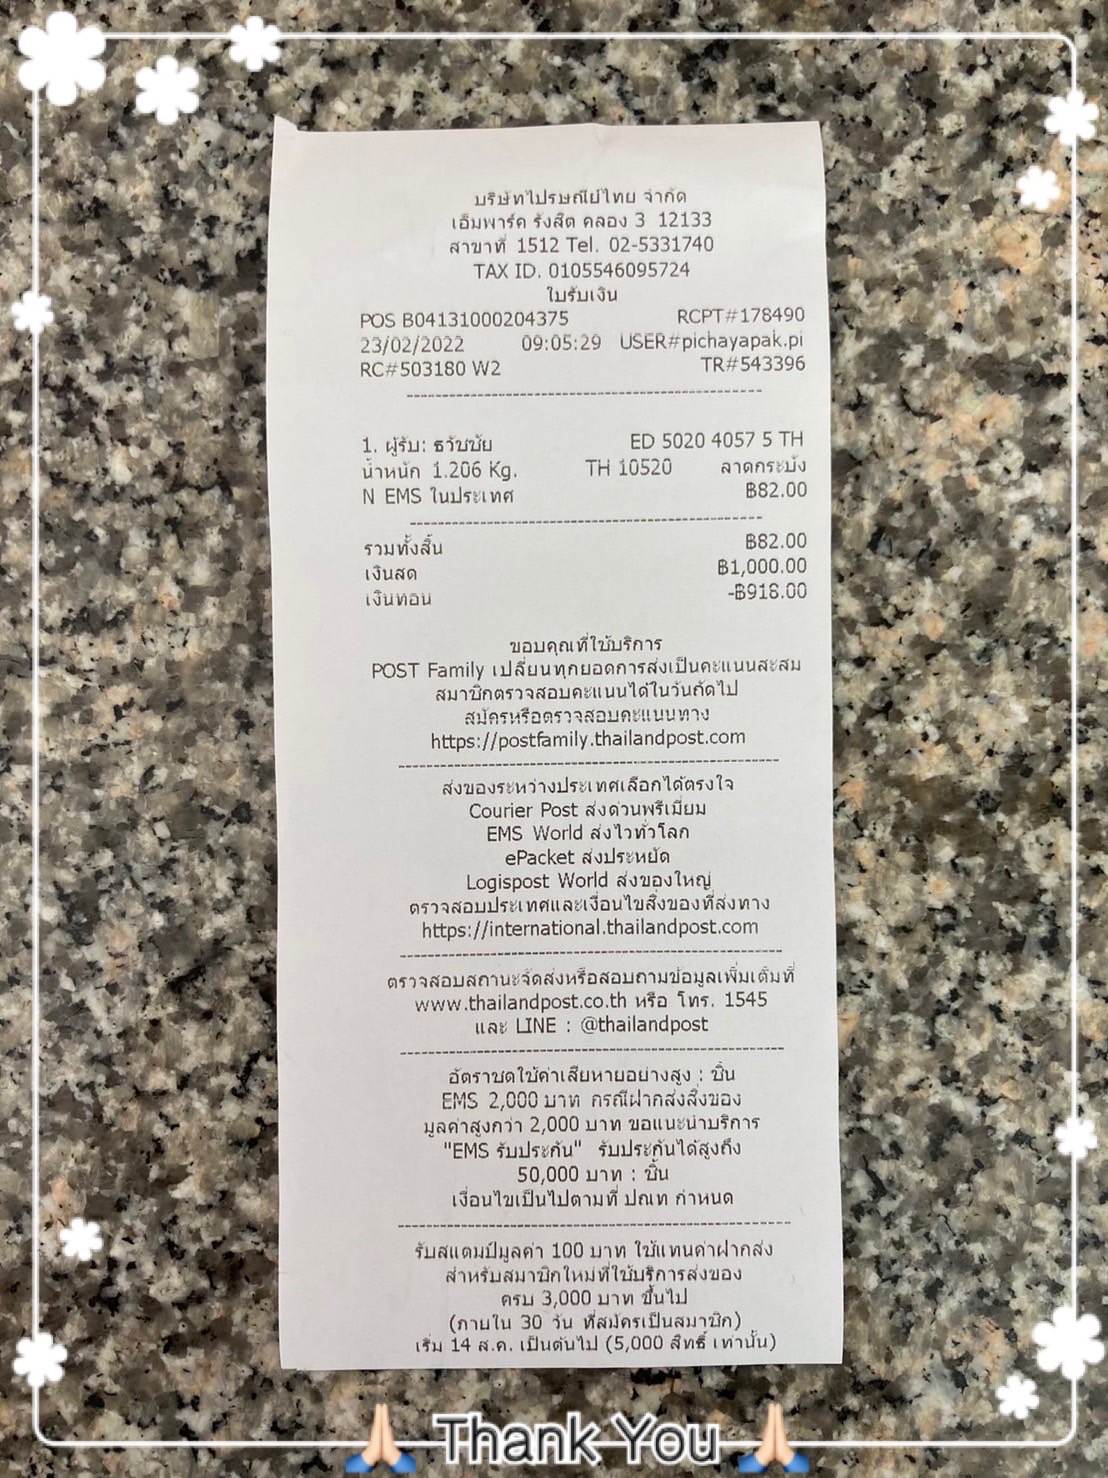 บริษัทไปรษณีย์ไทย จำกัด
เอ็มพาร์ค รังสิต คลอง 3 12133
สาขาที่ 1512 Tel. 02-5331740
TAX ID. 0105546095724
ใบรับเงิน
POS B04131000204375 RCPT#178490
23/02/2022 09:05:29 USER#pichayapak.pi
RC#503180 W2 TR#543396
1. ผู้รับ: ธวัชชัย ED 5020 4057 5 TH
น้ำหนัก 1.206 Kg. TH 10520 ลาดกระบัง
N EMS ในประเทศ ฿82.00
รวมทั้งสิ้น ฿82.00
เงินสด ฿1,000.00
เงินทอน -฿918.00
ขอบคุณที่ใช้บริการ
POST Family เปลี่ยนทุกยอดการส่งเป็นคะแนนสะสม
สมาชิกตรวจสอบคะแนนได้ในวันถัดไป
สมัครหรือตรวจสอบคะแนนทาง
https://postfamily.thailandpost.com
ส่งของระหว่างประเทศเลือกได้ตรงใจ
Courier Post ส่งด่วนพรีเมี่ยม
EMS World ส่งไวทั่วโลก
ePacket ส่งประหยัด
Logispost World ส่งของใหญ่
ตรวจสอบประเทศและเงื่อนไขสิ่งของที่ส่งทาง
https://international.thailandpost.com
ตรวจสอบสถานะจัดส่งหรือสอบถามข้อมูลเพิ่มเติมที่
www.thailandpost.co.th หรือ โทร. 1545
และ LINE : @thailandpost
อัตราชดใช้ค่าเสียหายอย่างสูง : ชิ้น
EMS 2,000 บาท กรณีฝากส่งสิ่งของ
มูลค่าสูงกว่า 2,000 บาท ขอแนะนำบริการ
"EMS รับประกัน" รับประกันได้สูงถึง
50,000 บาท : ชิ้น
เงื่อนไขเป็นไปตามที่ ปณท กำหนด
รับสแตมป์มูลค่า 100 บาท ใช้แทนค่าฝากส่ง
สำหรับสมาชิกใหม่ที่ใช้บริการส่งของ
ครบ 3,000 บาท ขึ้นไป
(ภายใน 30 วัน ที่สมัครเป็นสมาชิก)
เริ่ม 14 ส.ค. เป็นต้นไป (5,000 สิทธิ์ เท่านั้น)
Thank You